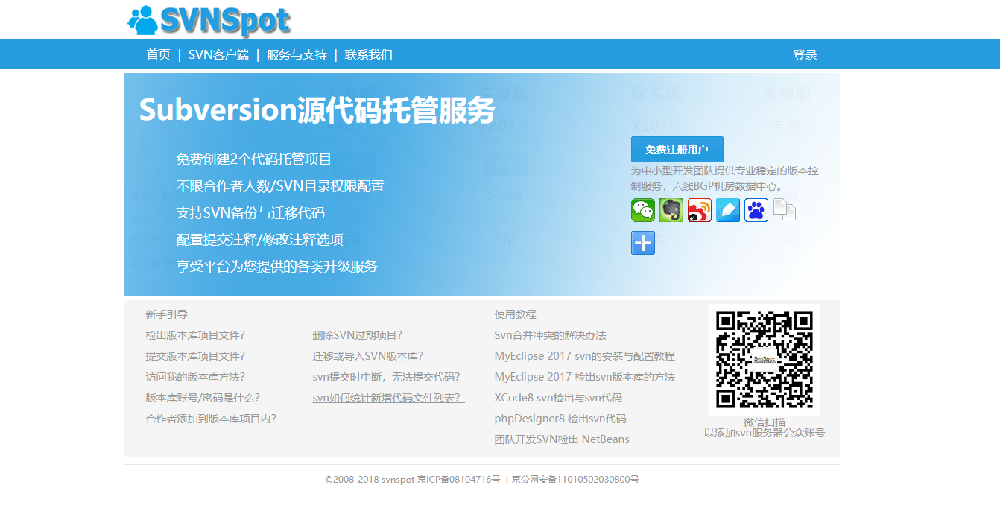 SVNSpot
首页 | SVN客户端 | 服务与支持 | 联系我们
登录
专业版 高级版 标准版 免费版
Subversion源代码托管服务
¥20/月 ¥10/月 免费
免费创建2个代码托管项目
不限合作者人数/SVN目录权限配置
支持SVN备份与迁移代码
配置提交注释/修改注释选项
享受平台为您提供的各类升级服务
免费注册用户
为中小型开发团队提供专业稳定的版本控
制服务，六线BGP机房数据中心。
新手引导
检出版本库项目文件?
提交版本库项目文件?
访问我的版本库方法?
版本库账号/密码是什么?
合作者添加到版本库项目内?
删除SVN过期项目?
迁移或导入SVN版本库?
svn提交时中断，无法提交代码?
svn如何统计新增代码文件列表?
使用教程
Svn合并冲突的解决办法
MyEclipse 2017 svn的安装与配置教程
MyEclipse 2017 检出svn版本库的方法
XCode8 svn检出与svn代码
phpDesigner8 检出svn代码
团队开发SVN检出 NetBeans
SvnSpot
微信扫描
以添加svn服务器公众账号
©2008-2018 svnspot 京ICP备08104716号-1 京公网安备11010502030800号